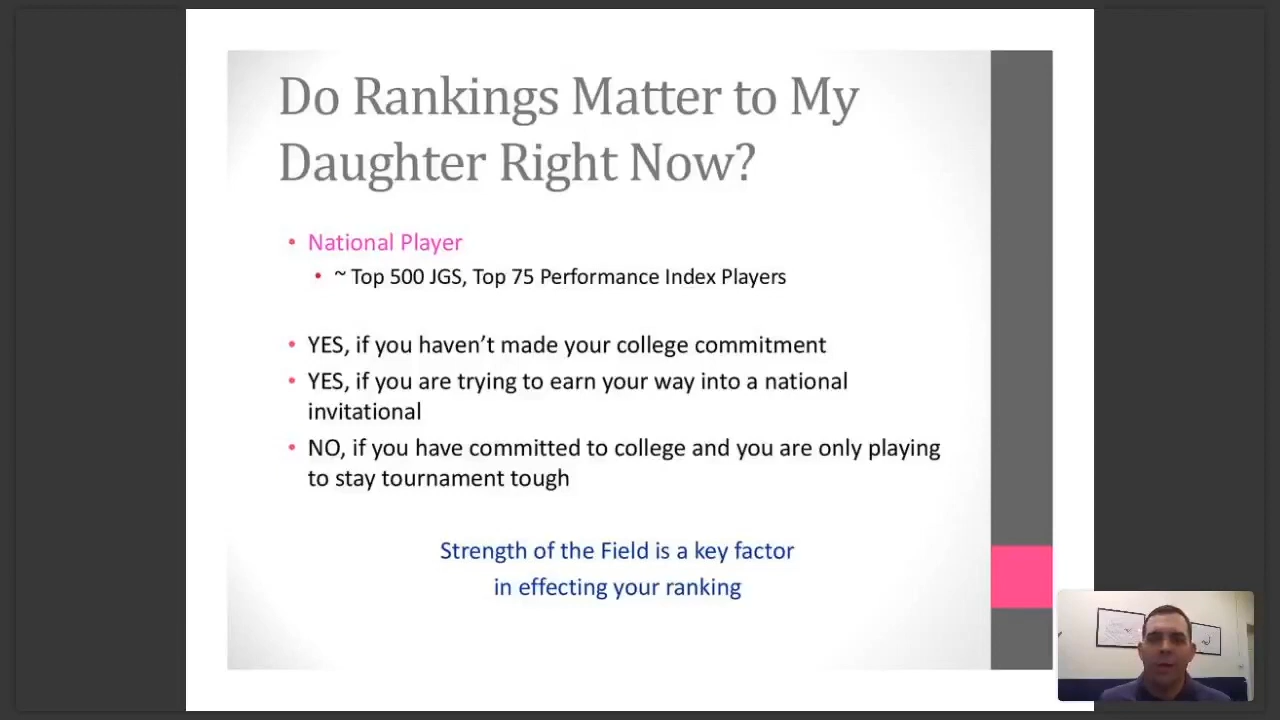 Do Rankings Matter to My
Daughter Right Now?
• National Player
• ~ Top 500 JGS, Top 75 Performance Index Players
• YES, if you haven’t made your college commitment
• YES, if you are trying to earn your way into a national
invitational
• NO, if you have committed to college and you are only playing
to stay tournament tough
Strength of the Field is a key factor
in effecting your ranking